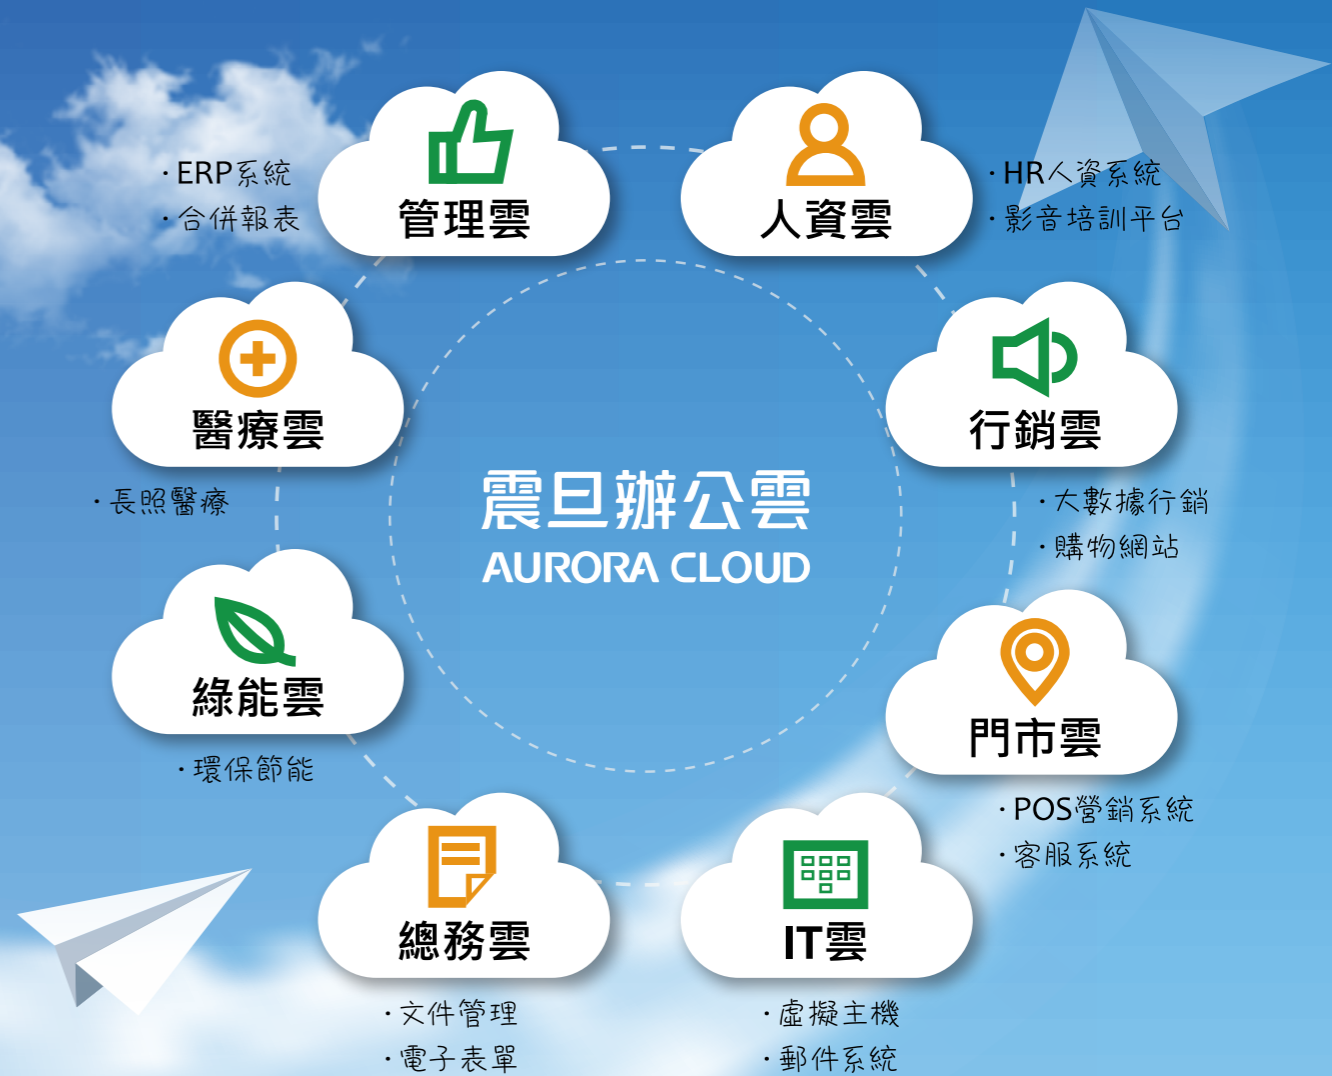 管理雲
·ERP系統
·合併報表
人資雲
·HR人資系統
·影音培訓平台
醫療雲
·長照醫療
行銷雲
·大數據行銷
·購物網站
震旦辦公雲
AURORA CLOUD
綠能雲
·環保節能
門市雲
·POS營銷系統
·客服系統
總務雲
·文件管理
·電子表單
IT雲
·虛擬主機
·郵件系統